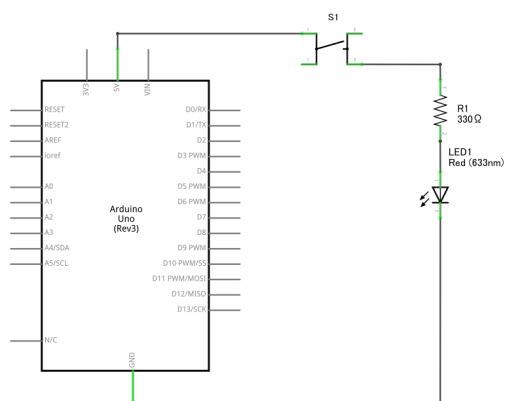 S1
3V3
5V
VIN
RESET
RESET2
AREF
ioref
A0
A1
A2
A3
A4/SDA
A5/SCL
N/C
Arduino
Uno
(Rev3)
D0/RX
D1/TX
D2
D3 PWM
D4
D5 PWM
D6 PWM
D7
D8
D9 PWM
D10 PWM/SS
D11 PWM/MOSI
D12/MISO
D13/SCK
GND
R1
330Ω
LED1
Red (633nm)